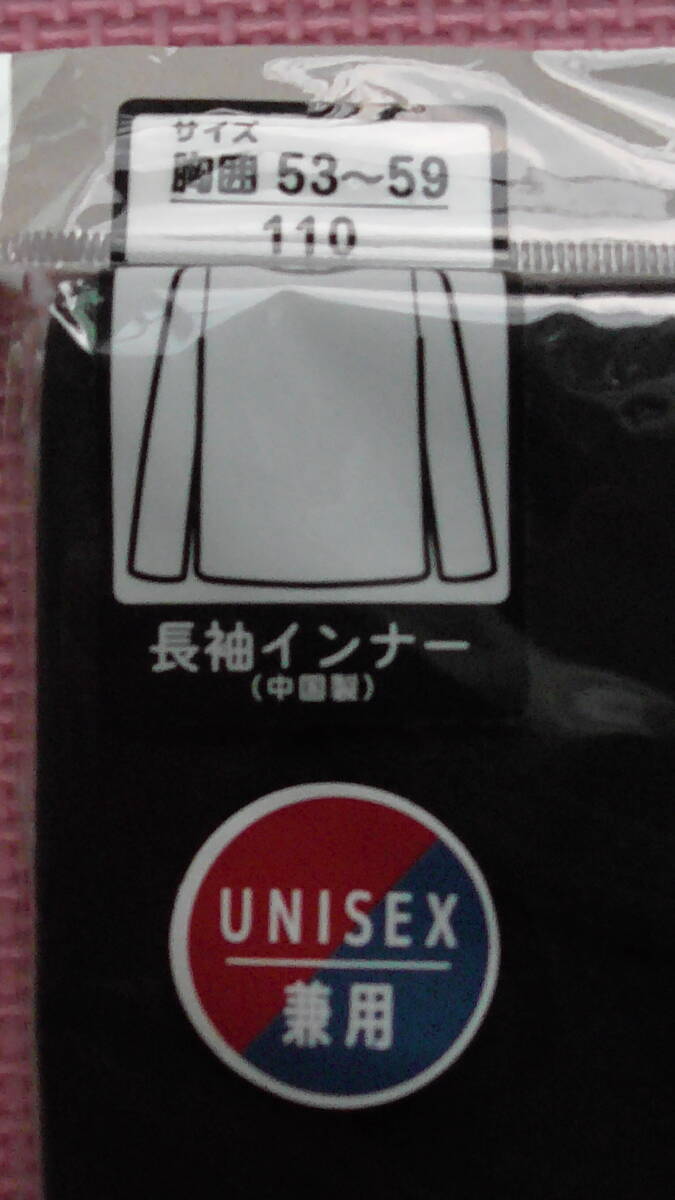 サイズ
胸囲 53～59
110
長袖インナー
(中国製)
UNISEX
兼用